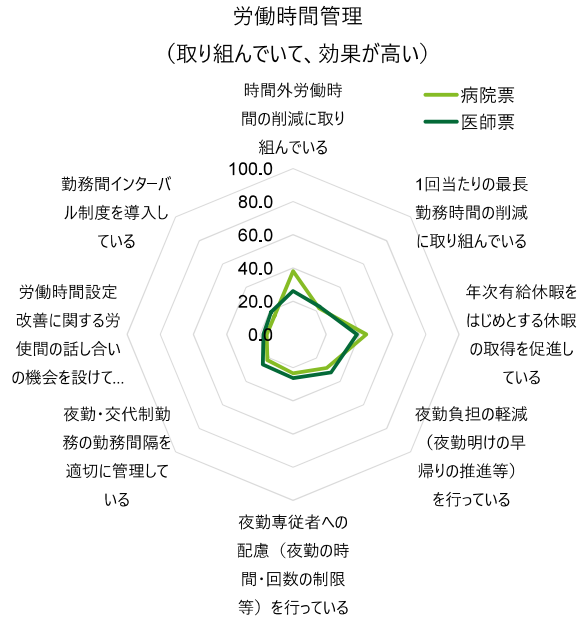 労働時間管理
（取り組んでいて、効果が高い）
病院票
医師票
時間外労働時
間の削減に取り
組んでいる
1回当たりの最長
勤務時間の削減
に取り組んでいる
年次有給休暇を
はじめとする休暇
の取得を促進し
ている
夜勤負担の軽減
（夜勤明けの早
帰りの推進等）
を行っている
夜勤専従者への
配慮（夜勤の時
間・回数の制限
等）を行っている
夜勤・交代制勤
務の勤務間隔を
適切に管理して
いる
労働時間設定
改善に関する労
使間の話し合い
の機会を設けて…
勤務間インターバ
ル制度を導入し
ている
100.0
80.0
60.0
40.0
20.0
0.0